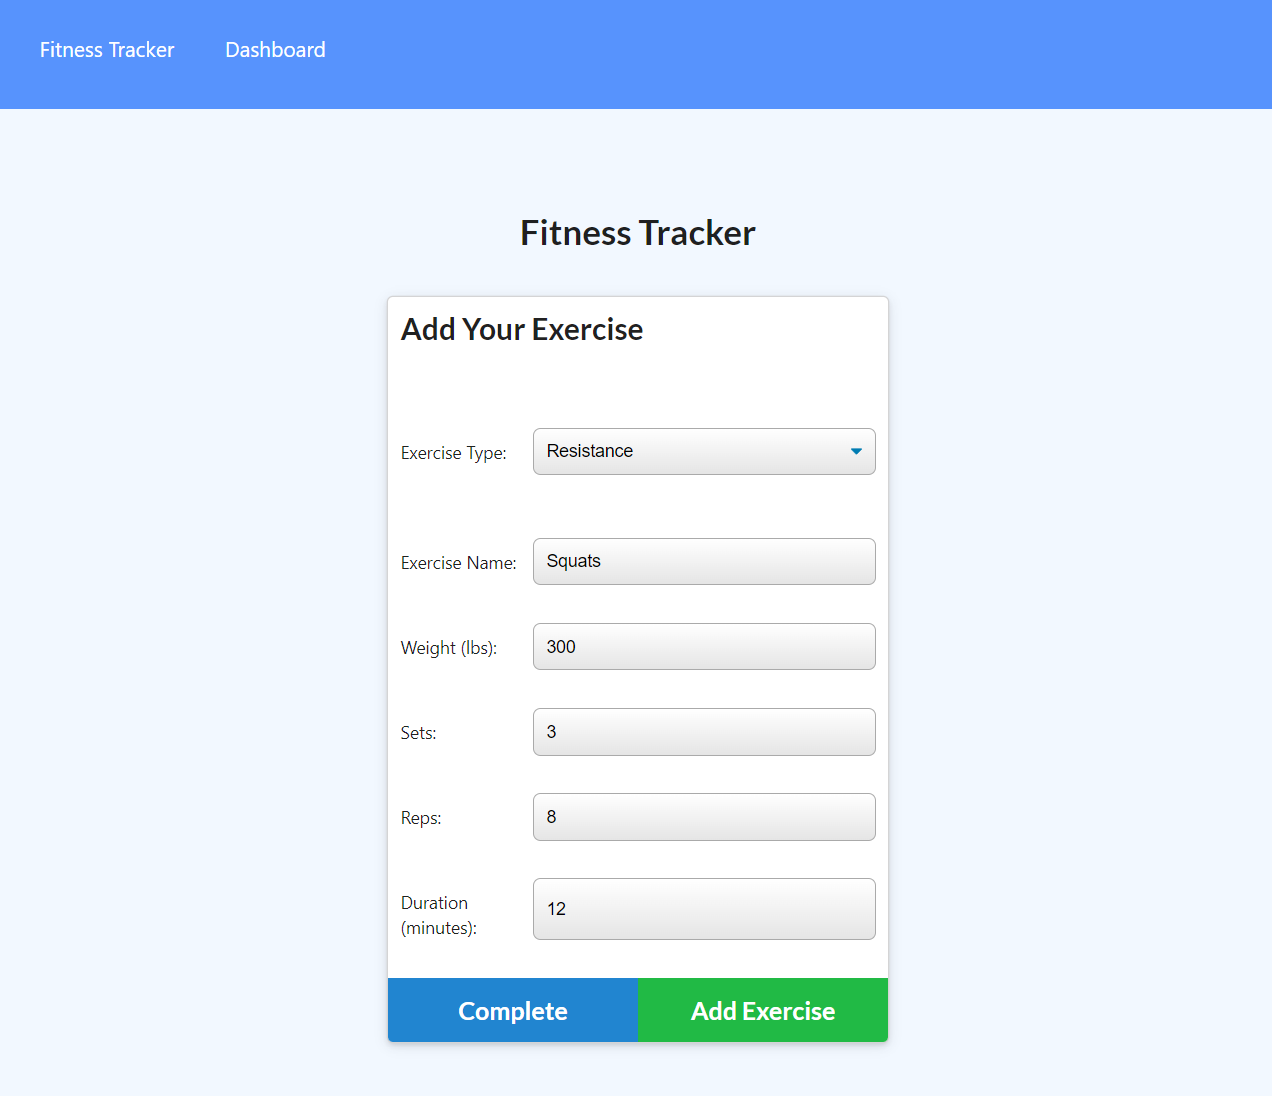 Fitness Tracker Dashboard
Fitness Tracker
Add Your Exercise
Exercise Type: Resistance
Exercise Name: Squats
Weight (lbs): 300
Sets: 3
Reps: 8
Duration
(minutes): 12
Complete Add Exercise